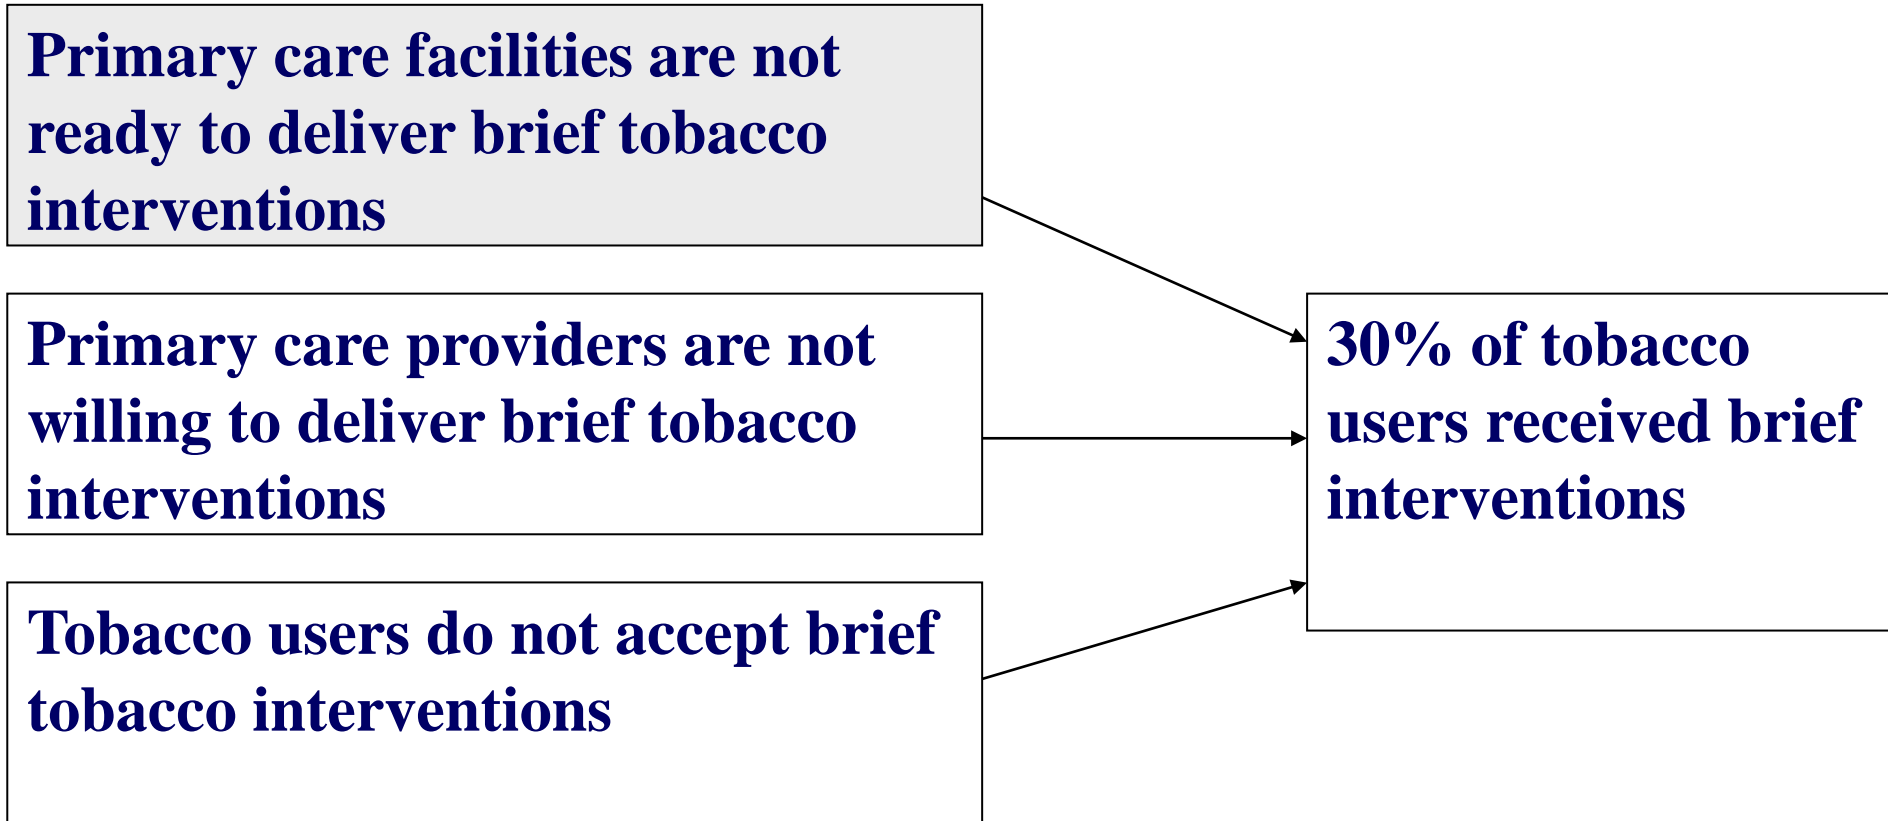 Primary care facilities are not
ready to deliver brief tobacco
interventions
Primary care providers are not
willing to deliver brief tobacco
interventions
Tobacco users do not accept brief
tobacco interventions
30% of tobacco
users received brief
interventions